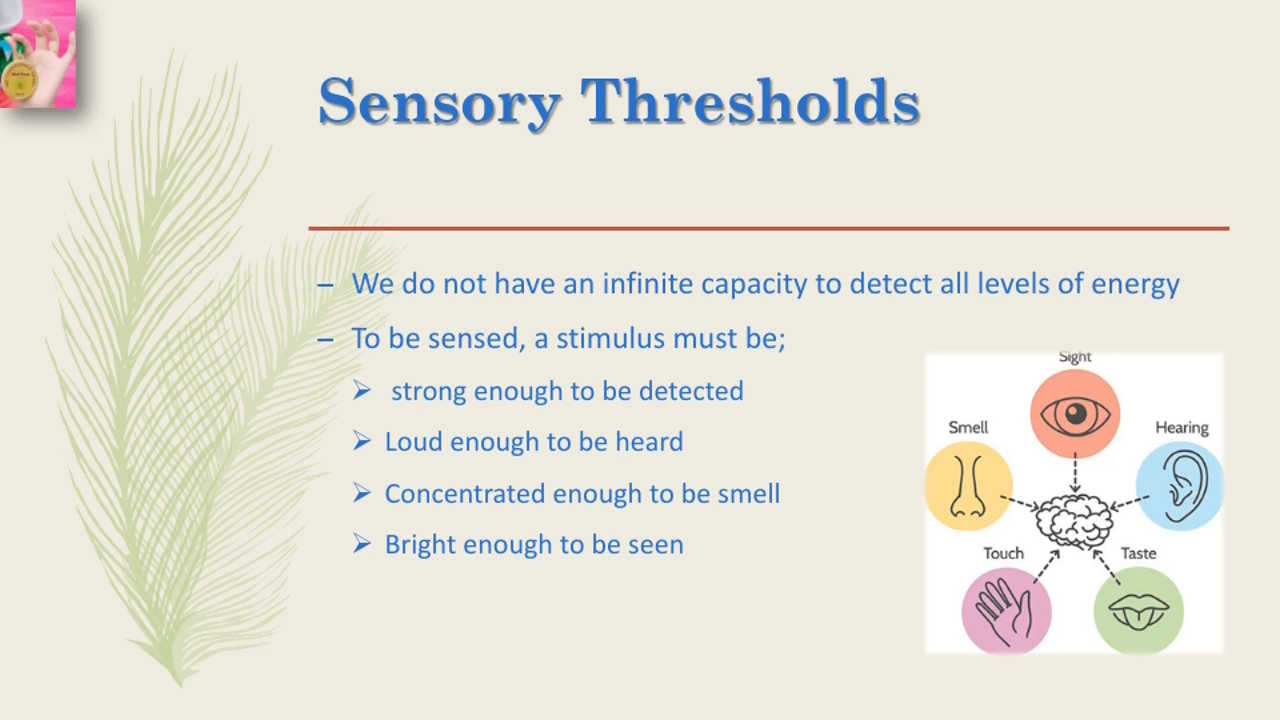 Sensory Thresholds
– We do not have an infinite capacity to detect all levels of energy
– To be sensed, a stimulus must be;
➢ strong enough to be detected
➢ Loud enough to be heard
➢ Concentrated enough to be smell
➢ Bright enough to be seen
Sight
Smell
Hearing
Touch
Taste